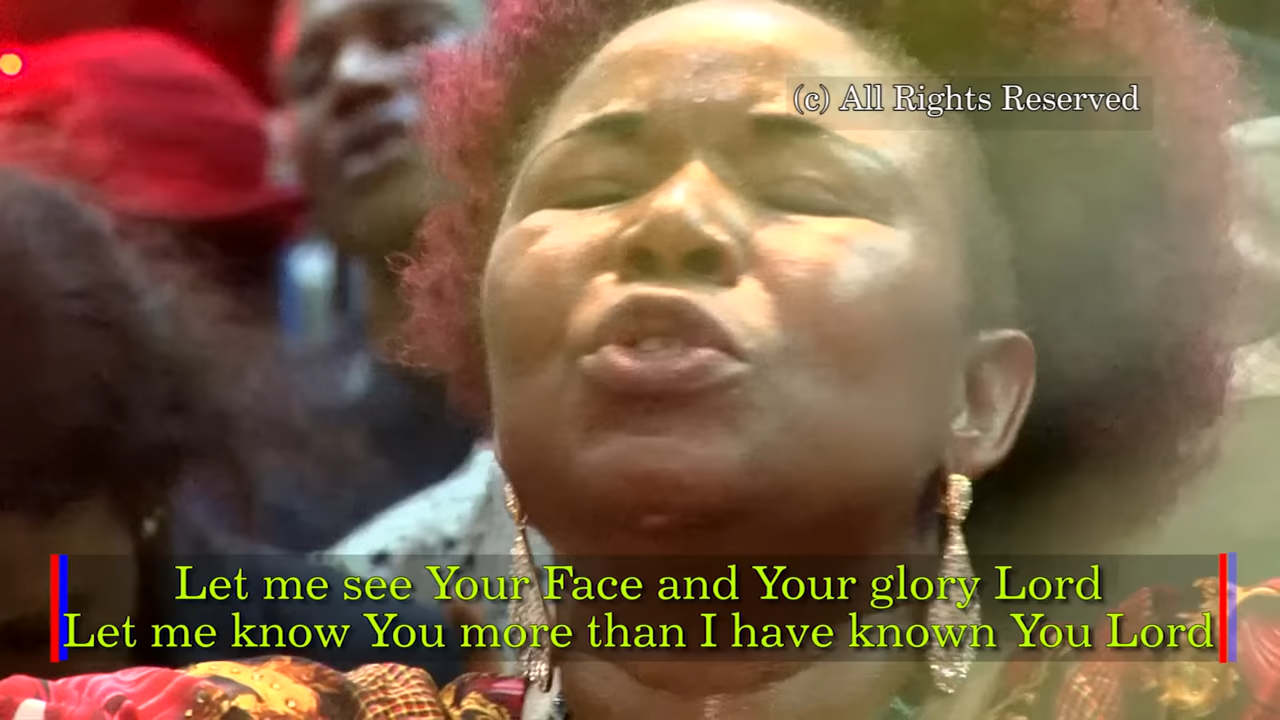 (c) All Rights Reserved
Let me see Your Face and Your glory Lord
Let me know You more than I have known You Lord